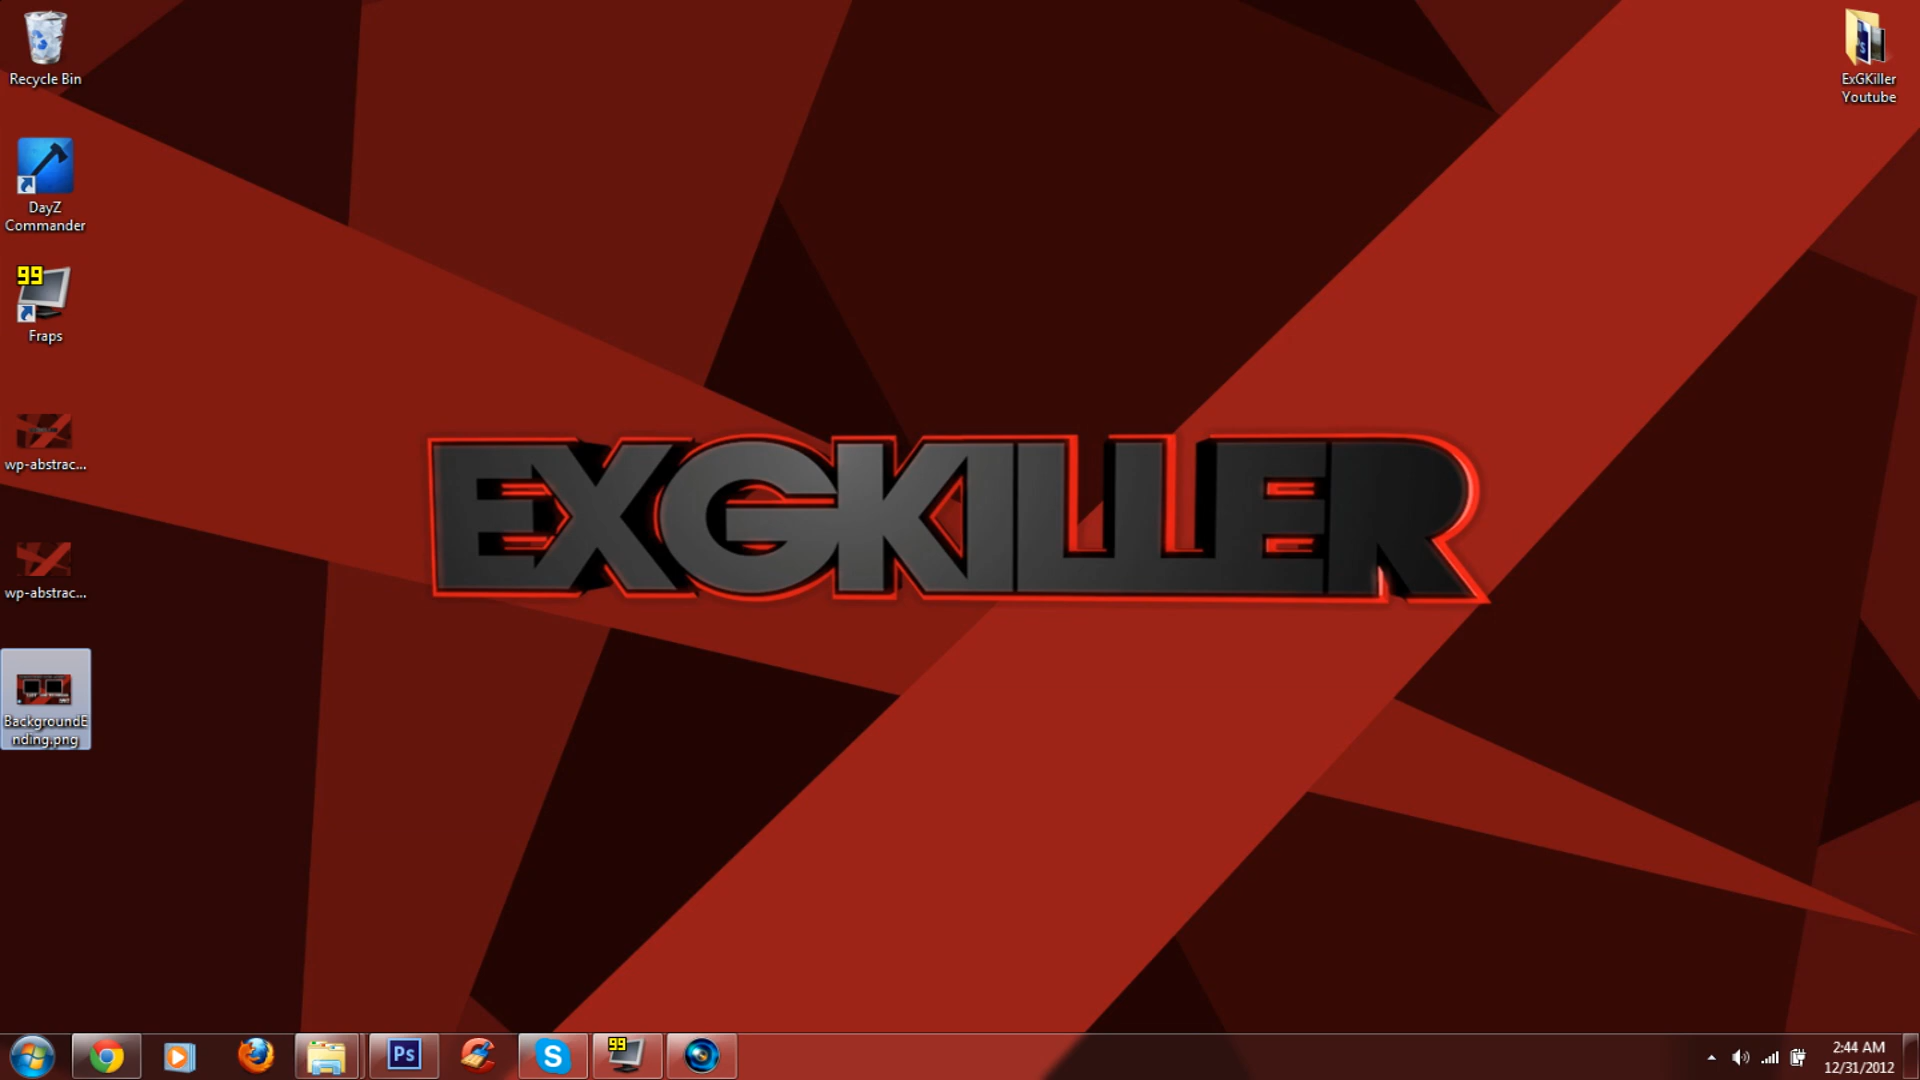 Recycle Bin
ExGKiller
Youtube
DayZ
Commander
99
Fraps
wp-abstrac...
EXGKILLER
wp-abstrac...
BackgroundE
nding.png
Ps
S
99
2:44 AM
12/31/2012